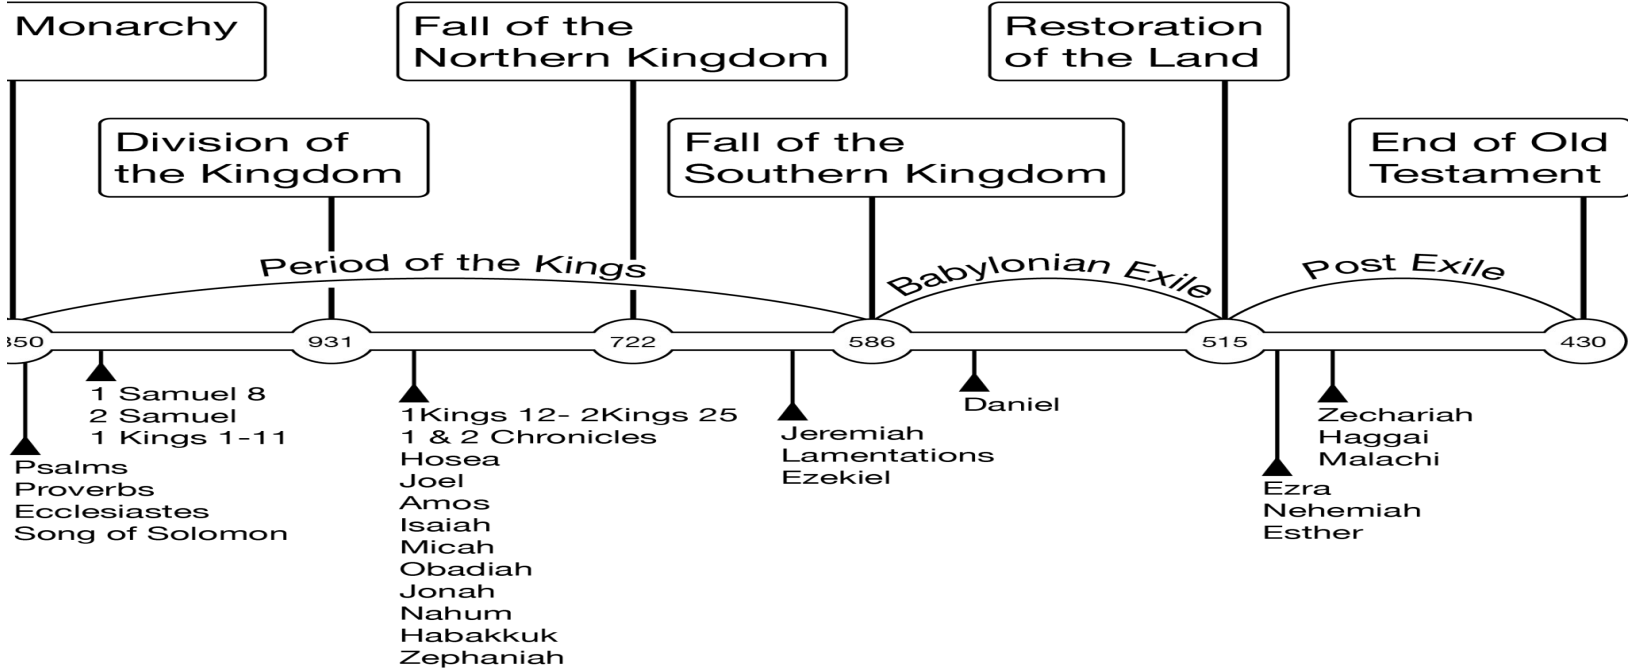 Monarchy
Fall of the
Northern Kingdom
Restoration
of the Land
Division of
the Kingdom
Fall of the
Southern Kingdom
End of Old
Testament
Period of the Kings
Babylonian Exile
Post Exile
350
931
722
586
515
430
1 Samuel 8
2 Samuel
1 Kings 1-11
Psalms
Proverbs
Ecclesiastes
Song of Solomon
1Kings 12- 2Kings 25
1 & 2 Chronicles
Hosea
Joel
Amos
Isaiah
Micah
Obadiah
Jonah
Nahum
Habakkuk
Zephaniah
Jeremiah
Lamentations
Ezekiel
Daniel
Zechariah
Haggai
Malachi
Ezra
Nehemiah
Esther